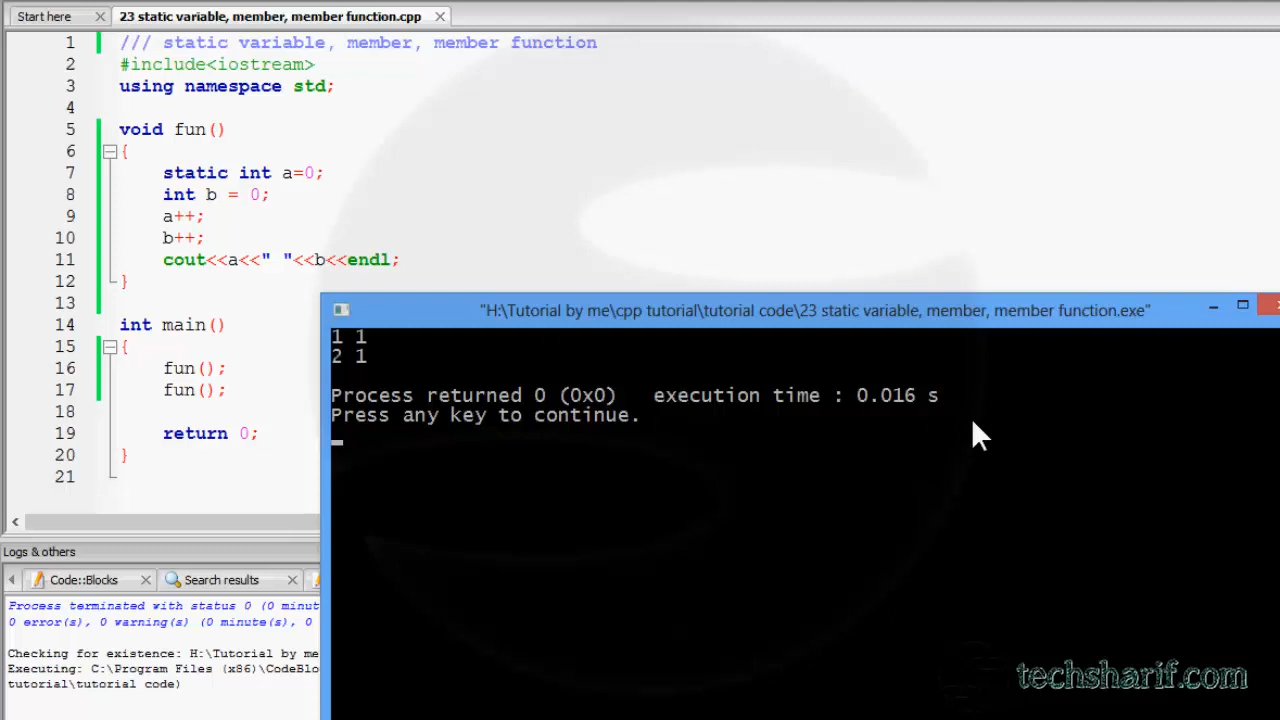 Start here
23 static variable, member, member function.cpp
1 /// static variable, member, member function
2 #include<iostream>
3 using namespace std;
4
5 void fun()
6 {
7 static int a=0;
8 int b = 0;
9 a++;
10 b++;
11 cout<<a<<" "<<b<<endl;
12 }
13
14 int main()
15 {
16 fun();
17 fun();
18
19 return 0;
20 }
21
"H:\Tutorial by me\cpp tutorial\tutorial code\23 static variable, member, member function.exe"
1 1
2 1
Process returned 0 (0x0) execution time : 0.016 s
Press any key to continue.
Logs & others
Code::Blocks
Search results
Process terminated with status 0 (0 minut
0 error(s), 0 warning(s) (0 minute(s), 0
Checking for existence: H:\Tutorial by me
Executing: C:\Program Files (x86)\CodeBlo
tutorial\tutorial code)
techsharif.com